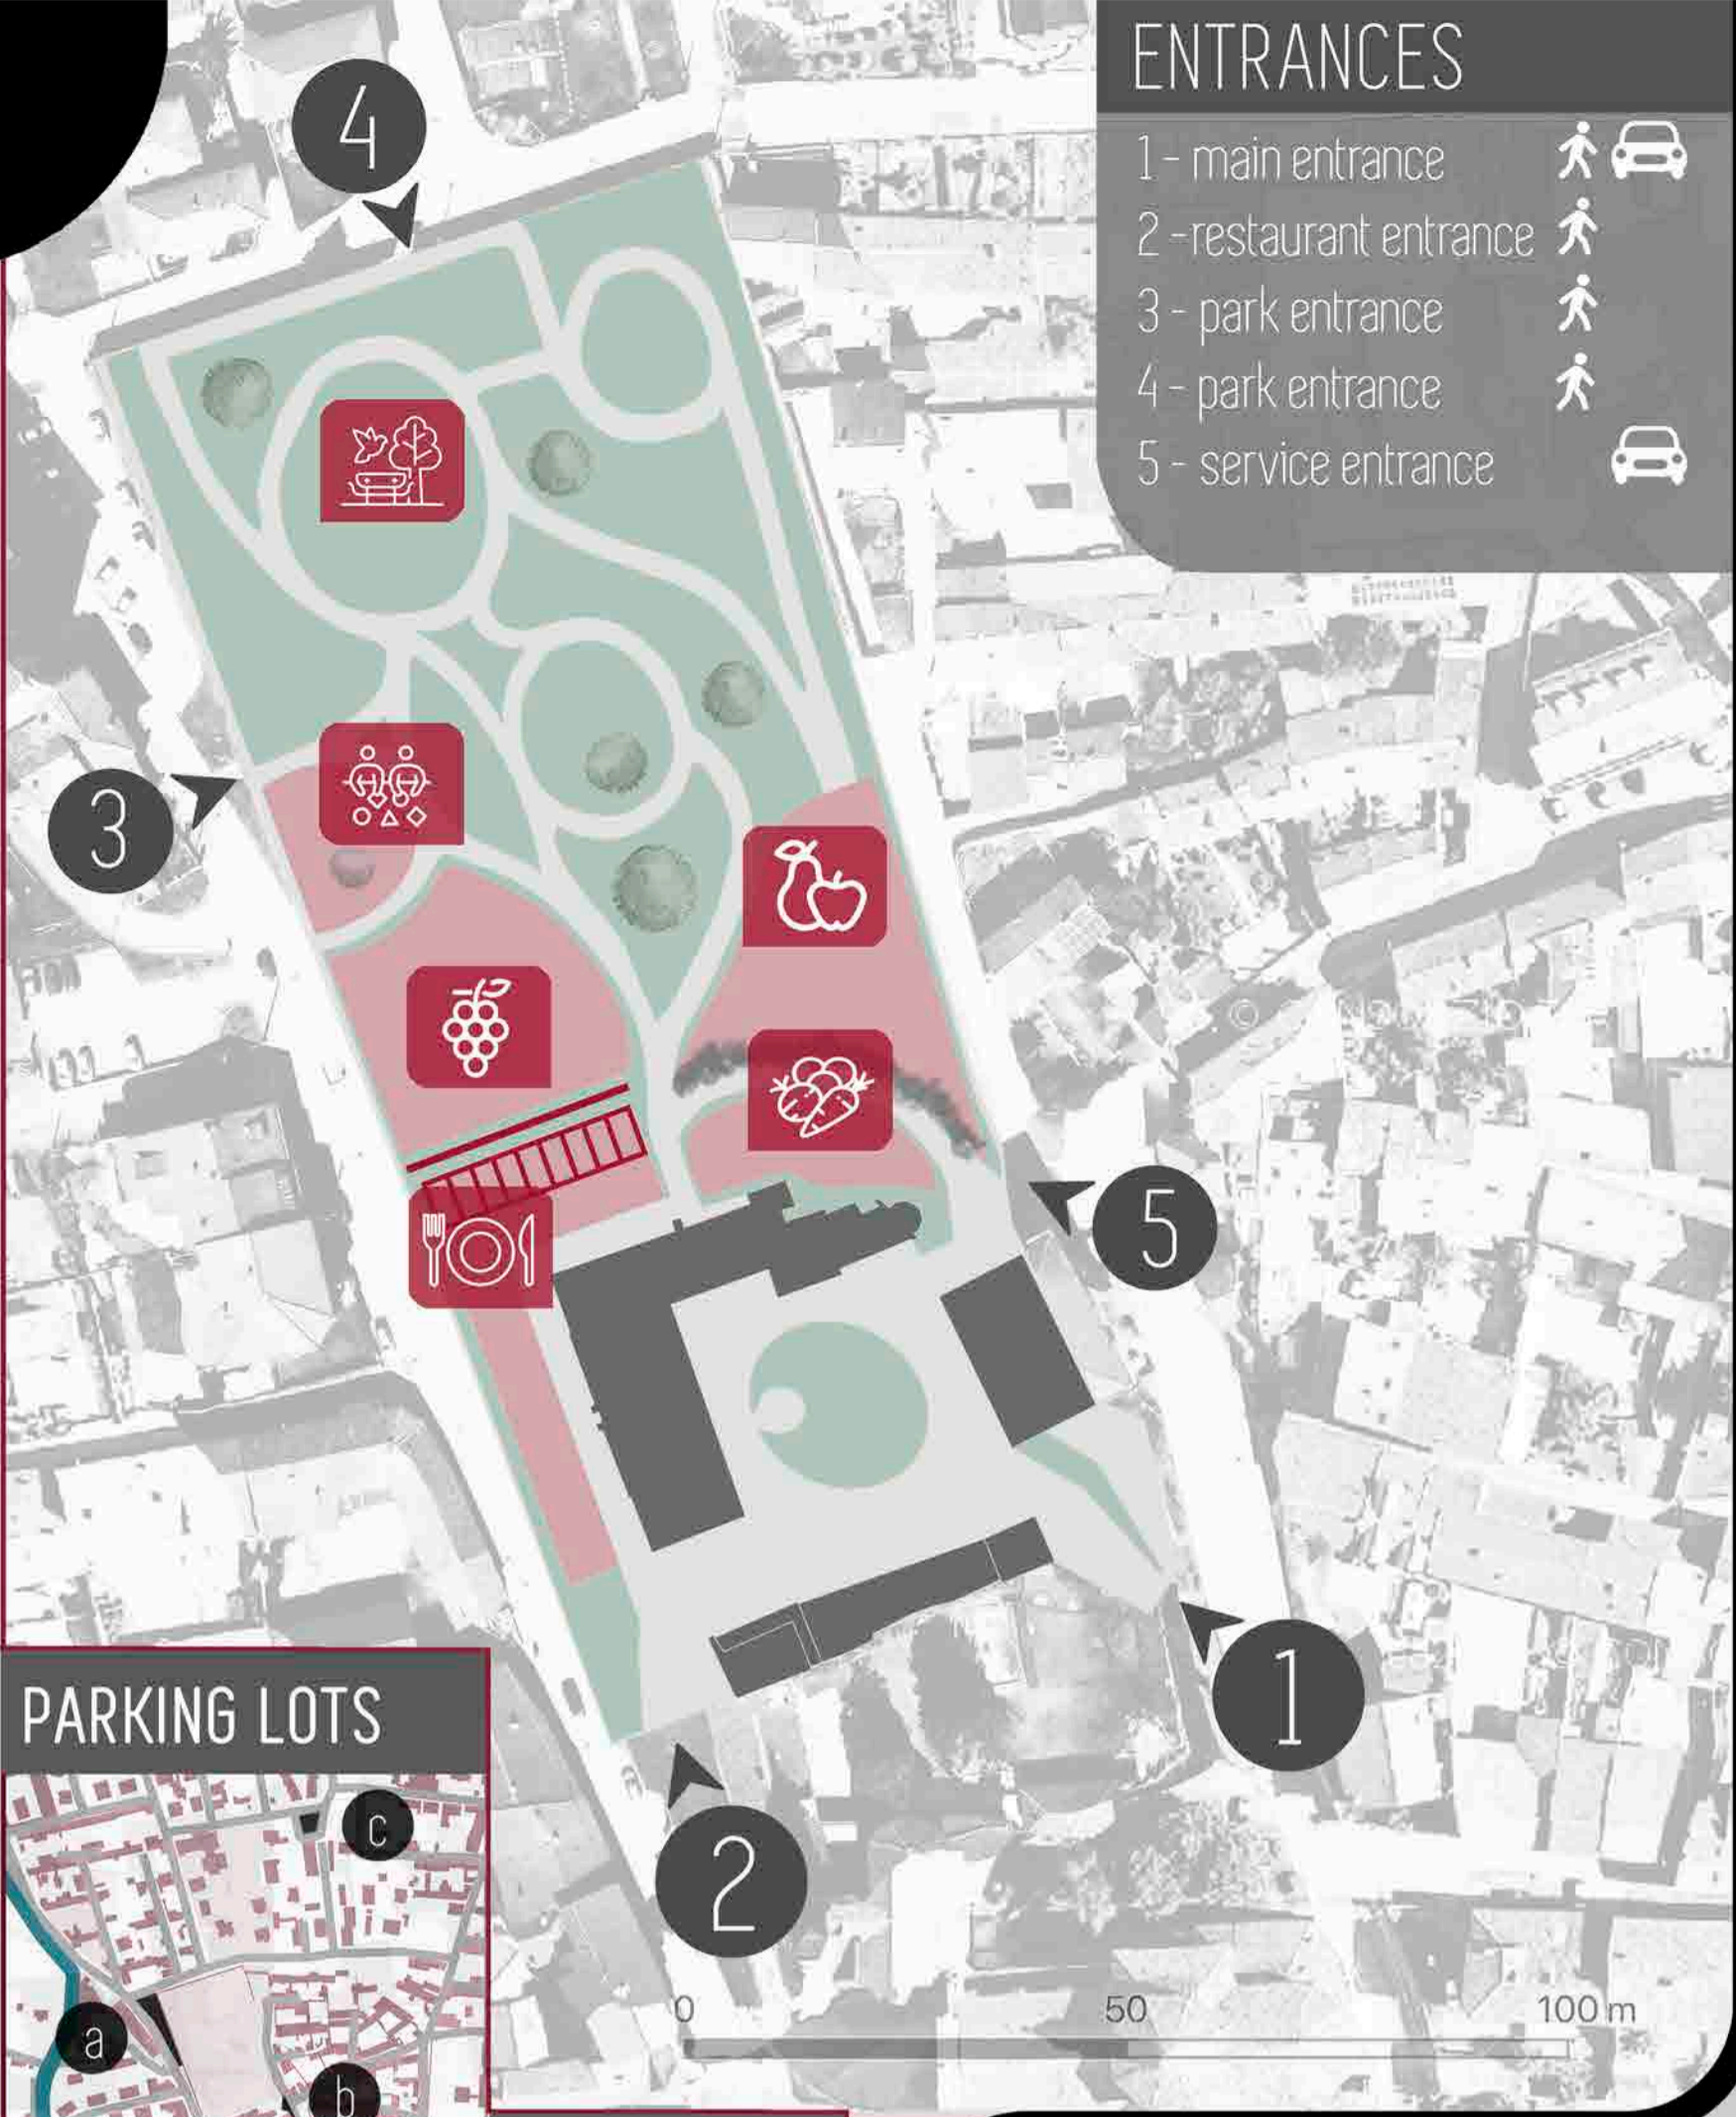 ENTRANCES
1 - main entrance
2 -restaurant entrance
3 - park entrance
4 - park entrance
5 - service entrance
4
3
5
1
2
PARKING LOTS
c
a
b
0 50 100 m